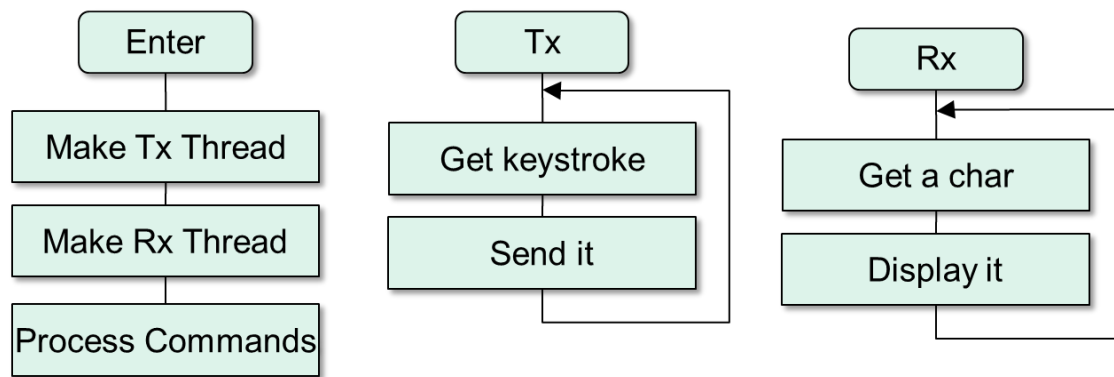 Enter
Make Tx Thread
Make Rx Thread
Process Commands
Tx
Get keystroke
Send it
Rx
Get a char
Display it